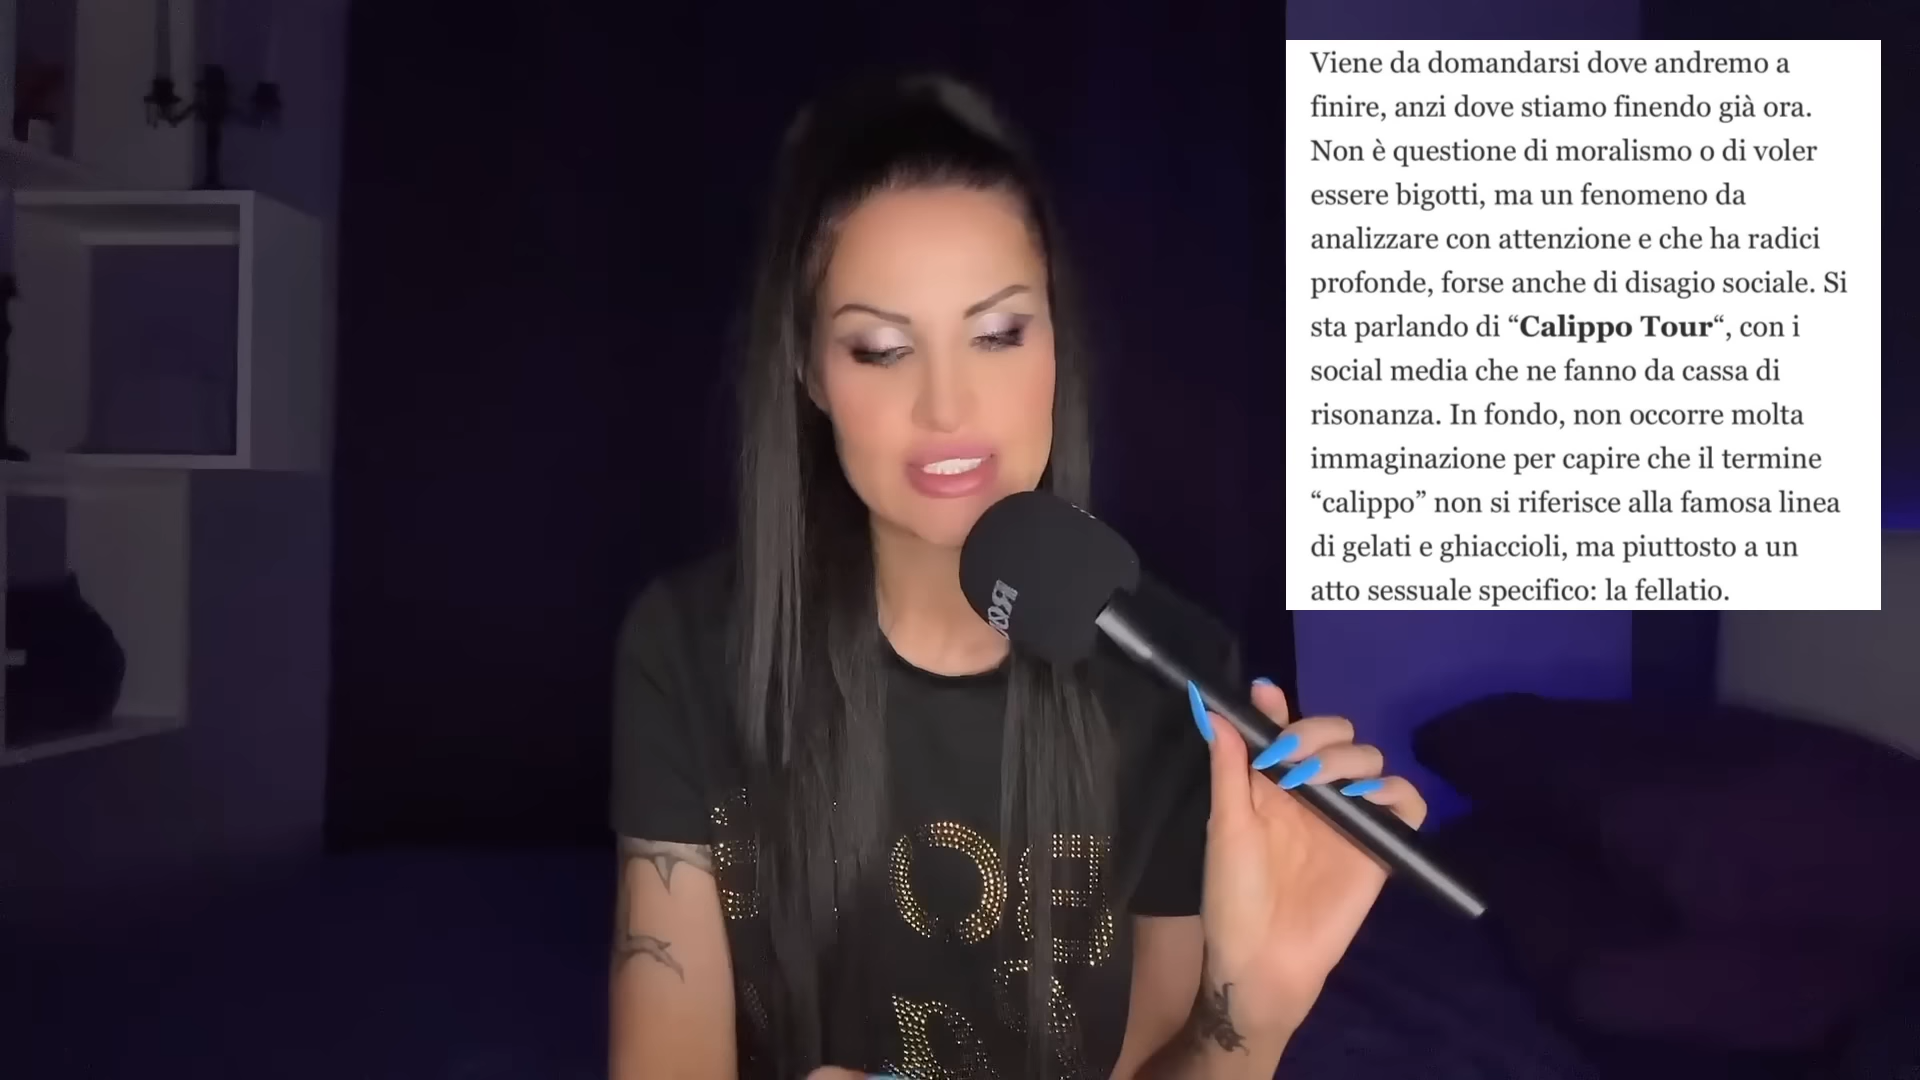 Viene da domandarsi dove andremo a
finire, anzi dove stiamo finendo già ora.
Non è questione di moralismo o di voler
essere bigotti, ma un fenomeno da
analizzare con attenzione e che ha radici
profonde, forse anche di disagio sociale. Si
sta parlando di “Calippo Tour“, con i
social media che ne fanno da cassa di
risonanza. In fondo, non occorre molta
immaginazione per capire che il termine
“calippo” non si riferisce alla famosa linea
di gelati e ghiaccioli, ma piuttosto a un
atto sessuale specifico: la fellatio.